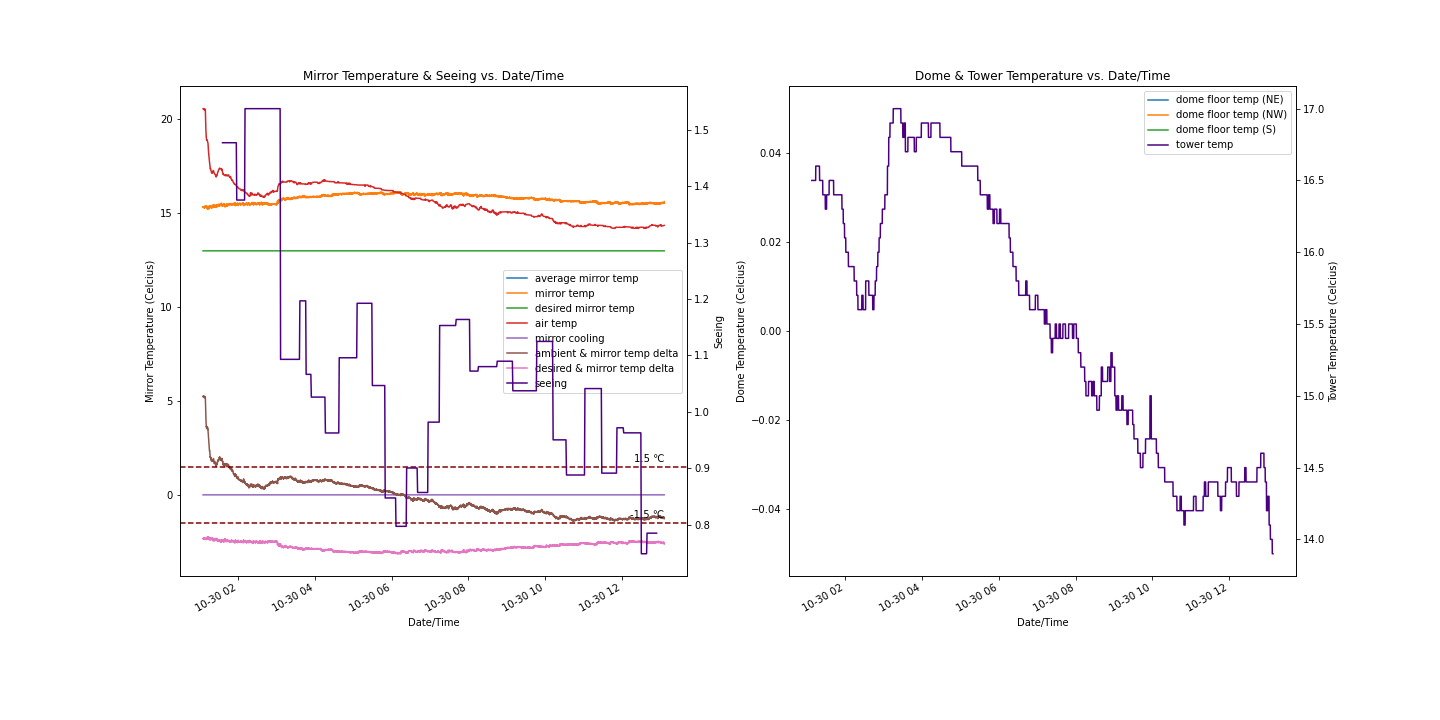 Mirror Temperature & Seeing vs. Date/Time
Mirror Temperature (Celcius)
20
15
10
5
0
1.5
1.4
1.3
1.2
1.1
1.0
0.9
0.8
Seeing
average mirror temp
mirror temp
desired mirror temp
air temp
mirror cooling
ambient & mirror temp delta
desired & mirror temp delta
seeing
1.5 °C
-1.5 °C
10-30 02
10-30 04
10-30 06
10-30 08
10-30 10
10-30 12
Date/Time
Dome & Tower Temperature vs. Date/Time
Dome Temperature (Celcius)
0.04
0.02
0.00
−0.02
−0.04
17.0
16.5
16.0
15.5
15.0
14.5
14.0
Tower Temperature (Celcius)
dome floor temp (NE)
dome floor temp (NW)
dome floor temp (S)
tower temp
10-30 02
10-30 04
10-30 06
10-30 08
10-30 10
10-30 12
Date/Time